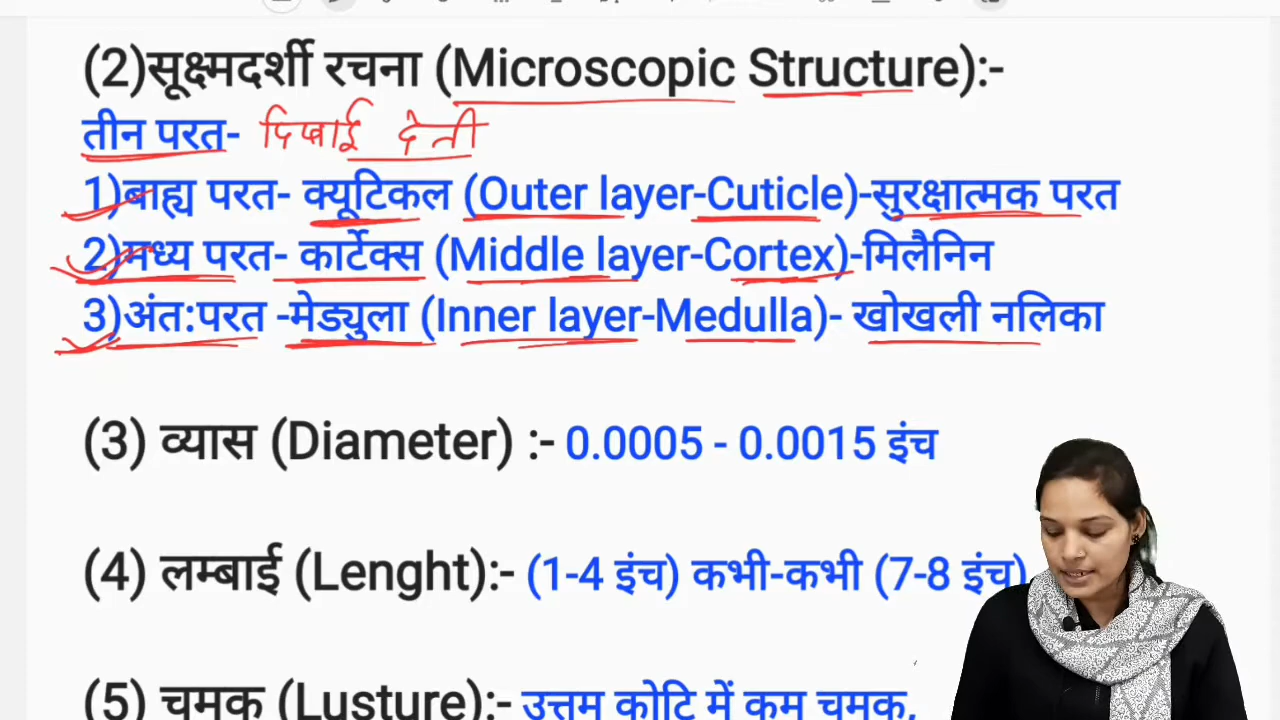 (2)सूक्ष्मदर्शी रचना (Microscopic Structure):-
तीन परत- दिखाई देती
1)बाह्य परत- क्यूटिकल (Outer layer-Cuticle)-सुरक्षात्मक परत
2)मध्य परत- कार्टेक्स (Middle layer-Cortex)-मिलैनिन
3)अंत:परत -मेड्युला (Inner layer-Medulla)- खोखली नलिका
(3) व्यास (Diameter) :- 0.0005 - 0.0015 इंच
(4) लम्बाई (Lenght):- (1-4 इंच) कभी-कभी (7-8 इंच)
(5) चमक (Lusture):- उत्तम कोटि में कम चमक,